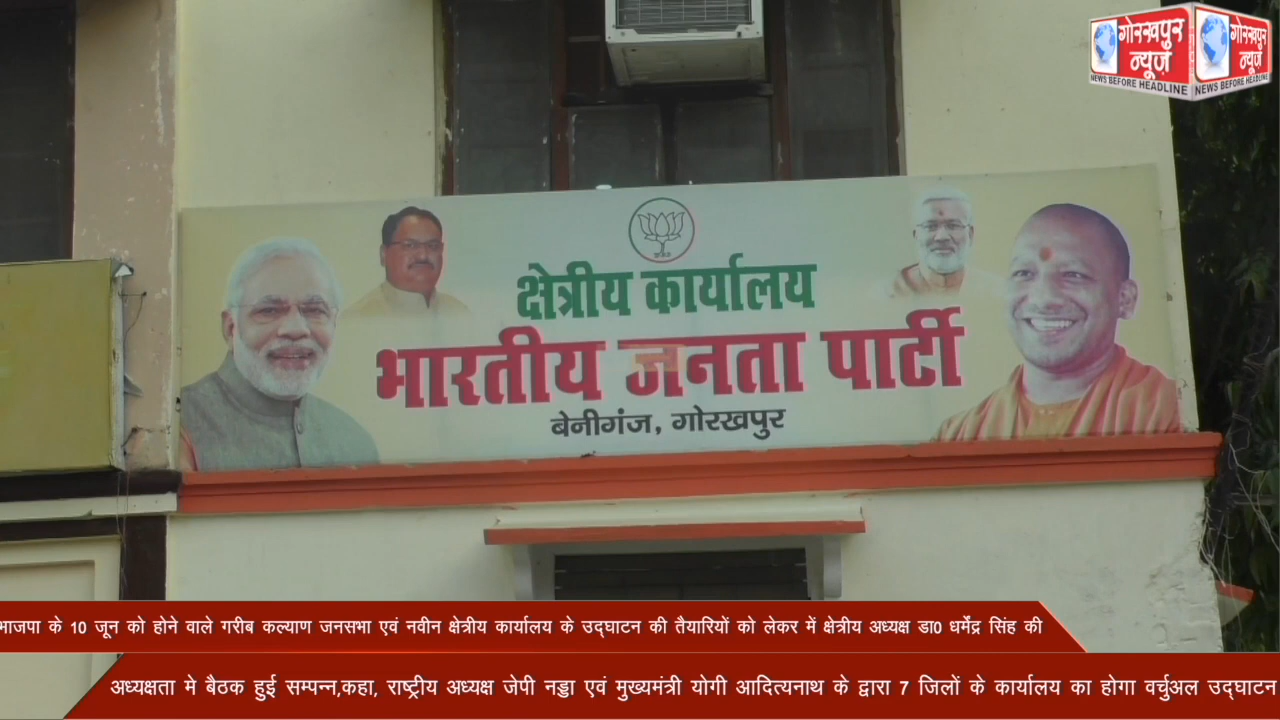 गोरखपुर
न्यूज़
NEWS BEFORE HEADLINE
गोरखपुर
न्यूज़
NEWS BEFORE HEADLINE
क्षेत्रीय कार्यालय
भारतीय जनता पार्टी
बेनीगंज, गोरखपुर
भाजपा के 10 जून को होने वाले गरीब कल्याण जनसभा एवं नवीन क्षेत्रीय कार्यालय के उद्घाटन की तैयारियों को लेकर में क्षेत्रीय अध्यक्ष डा0 धर्मेंद्र सिंह की
अध्यक्षता मे बैठक हुई सम्पन्न,कहा, राष्ट्रीय अध्यक्ष जेपी नड्डा एवं मुख्यमंत्री योगी आदित्यनाथ के द्वारा 7 जिलों के कार्यालय का होगा वर्चुअल उद्घाटन